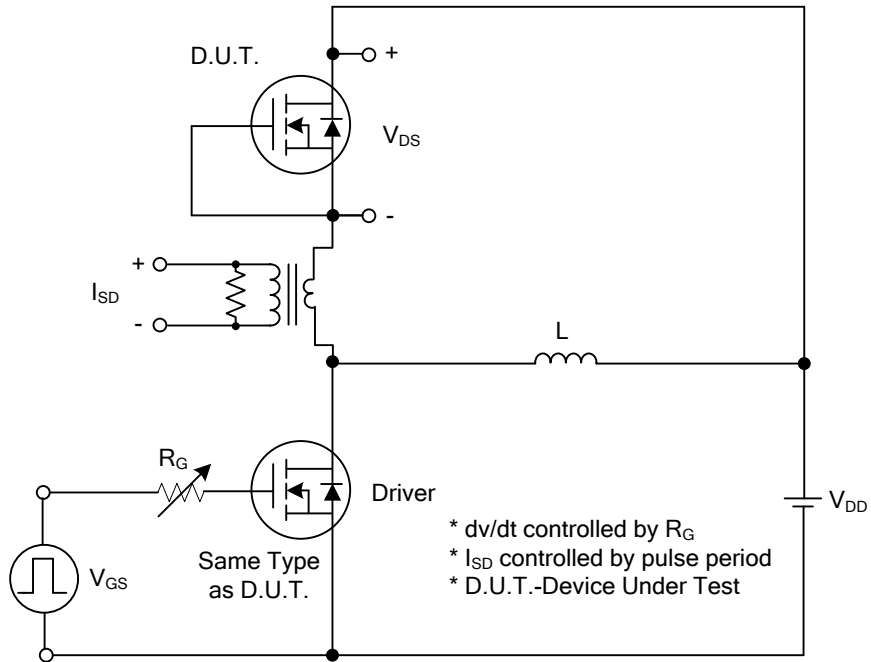 D.U.T.
+
VDS
-
+
ISD
-
L
RG
Driver
VDD
VGS
Same Type
as D.U.T.
* dv/dt controlled by RG
* ISD controlled by pulse period
* D.U.T.-Device Under Test